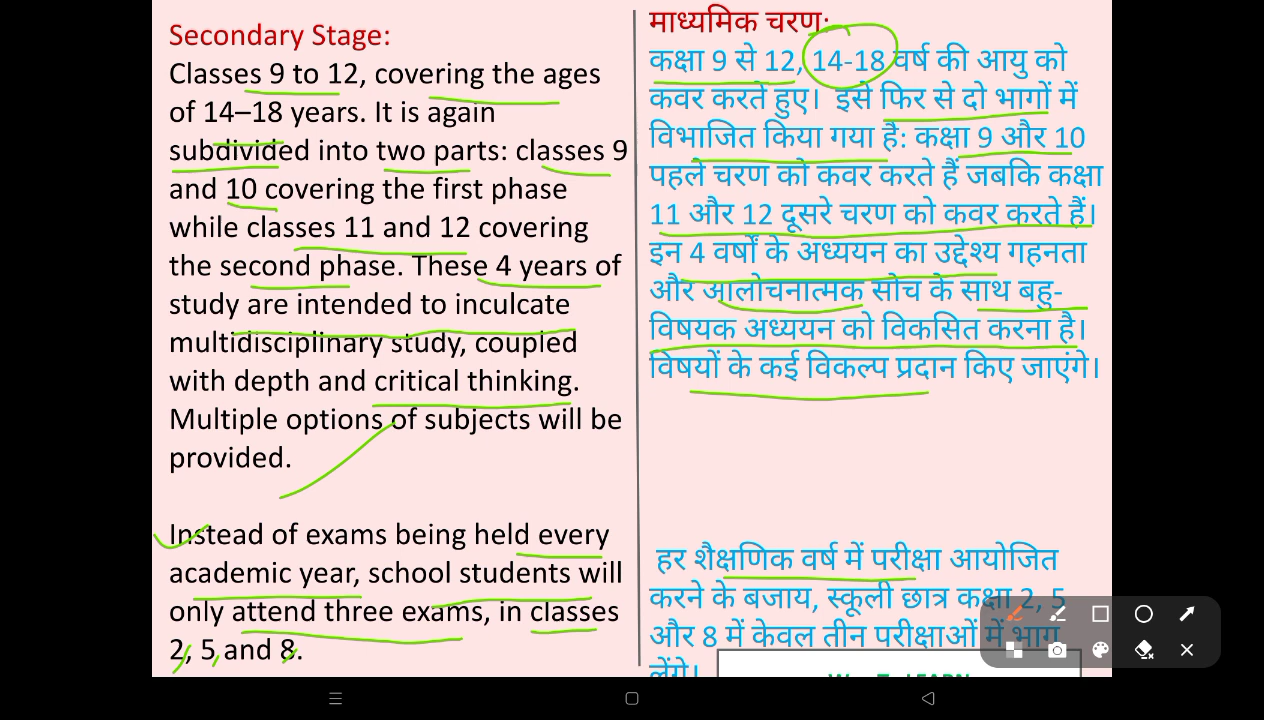 Secondary Stage:
Classes 9 to 12, covering the ages
of 14–18 years. It is again
subdivided into two parts: classes 9
and 10 covering the first phase
while classes 11 and 12 covering
the second phase. These 4 years of
study are intended to inculcate
multidisciplinary study, coupled
with depth and critical thinking.
Multiple options of subjects will be
provided.
Instead of exams being held every
academic year, school students will
only attend three exams, in classes
2, 5 and 8.
माध्यमिक चरण:
कक्षा 9 से 12, 14-18 वर्ष की आयु को
कवर करते हुए। इसे फिर से दो भागों में
विभाजित किया गया है: कक्षा 9 और 10
पहले चरण को कवर करते हैं जबकि कक्षा
11 और 12 दूसरे चरण को कवर करते हैं।
इन 4 वर्षों के अध्ययन का उद्देश्य गहनता
और आलोचनात्मक सोच के साथ बहु-
विषयक अध्ययन को विकसित करना है।
विषयों के कई विकल्प प्रदान किए जाएंगे।
हर शैक्षणिक वर्ष में परीक्षा आयोजित
करने के बजाय, स्कूली छात्र कक्षा 2, 5
और 8 में केवल तीन परीक्षाओं में भाग
लेंगे।